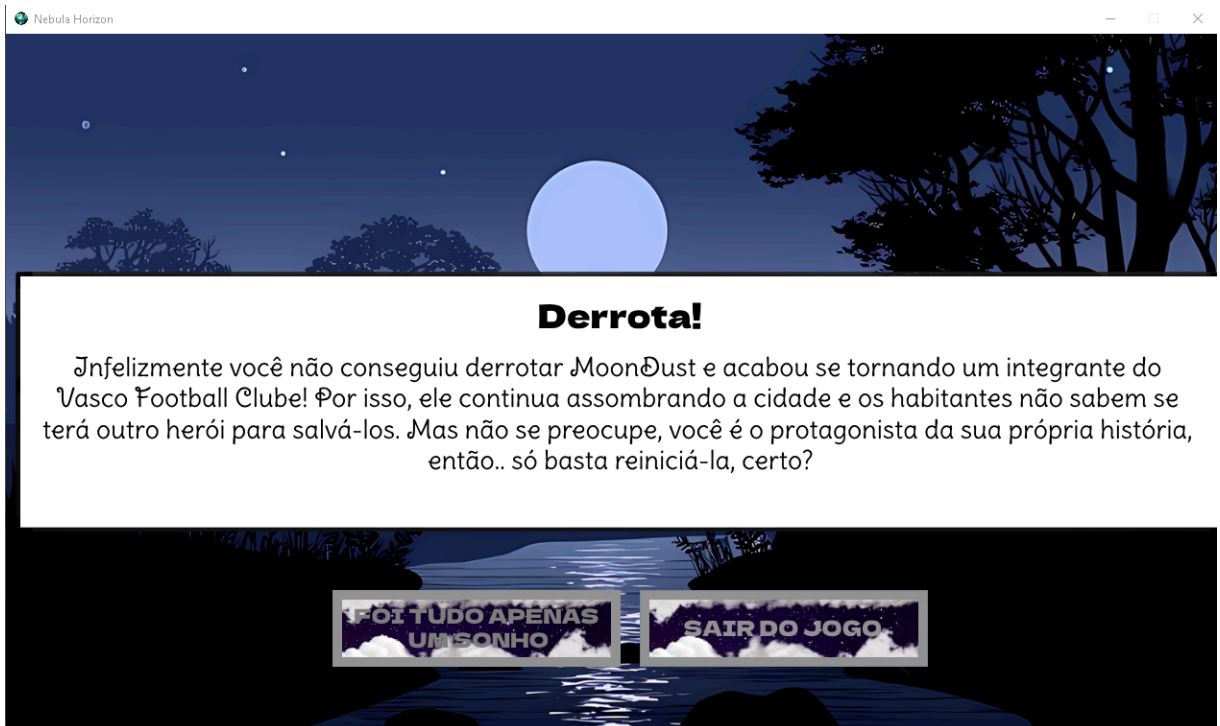 Nebula Horizon
Derrota!
Infelizmente você não conseguiu derrotar MoonDust e acabou se tornando um integrante do
Vasco Football Clube! Por isso, ele continua assombrando a cidade e os habitantes não sabem se
terá outro herói para salvá-los. Mas não se preocupe, você é o protagonista da sua própria história,
então.. só basta reiniciá-la, certo?
FOI TUDO APENAS
UM SONHO
SAIR DO JOGO